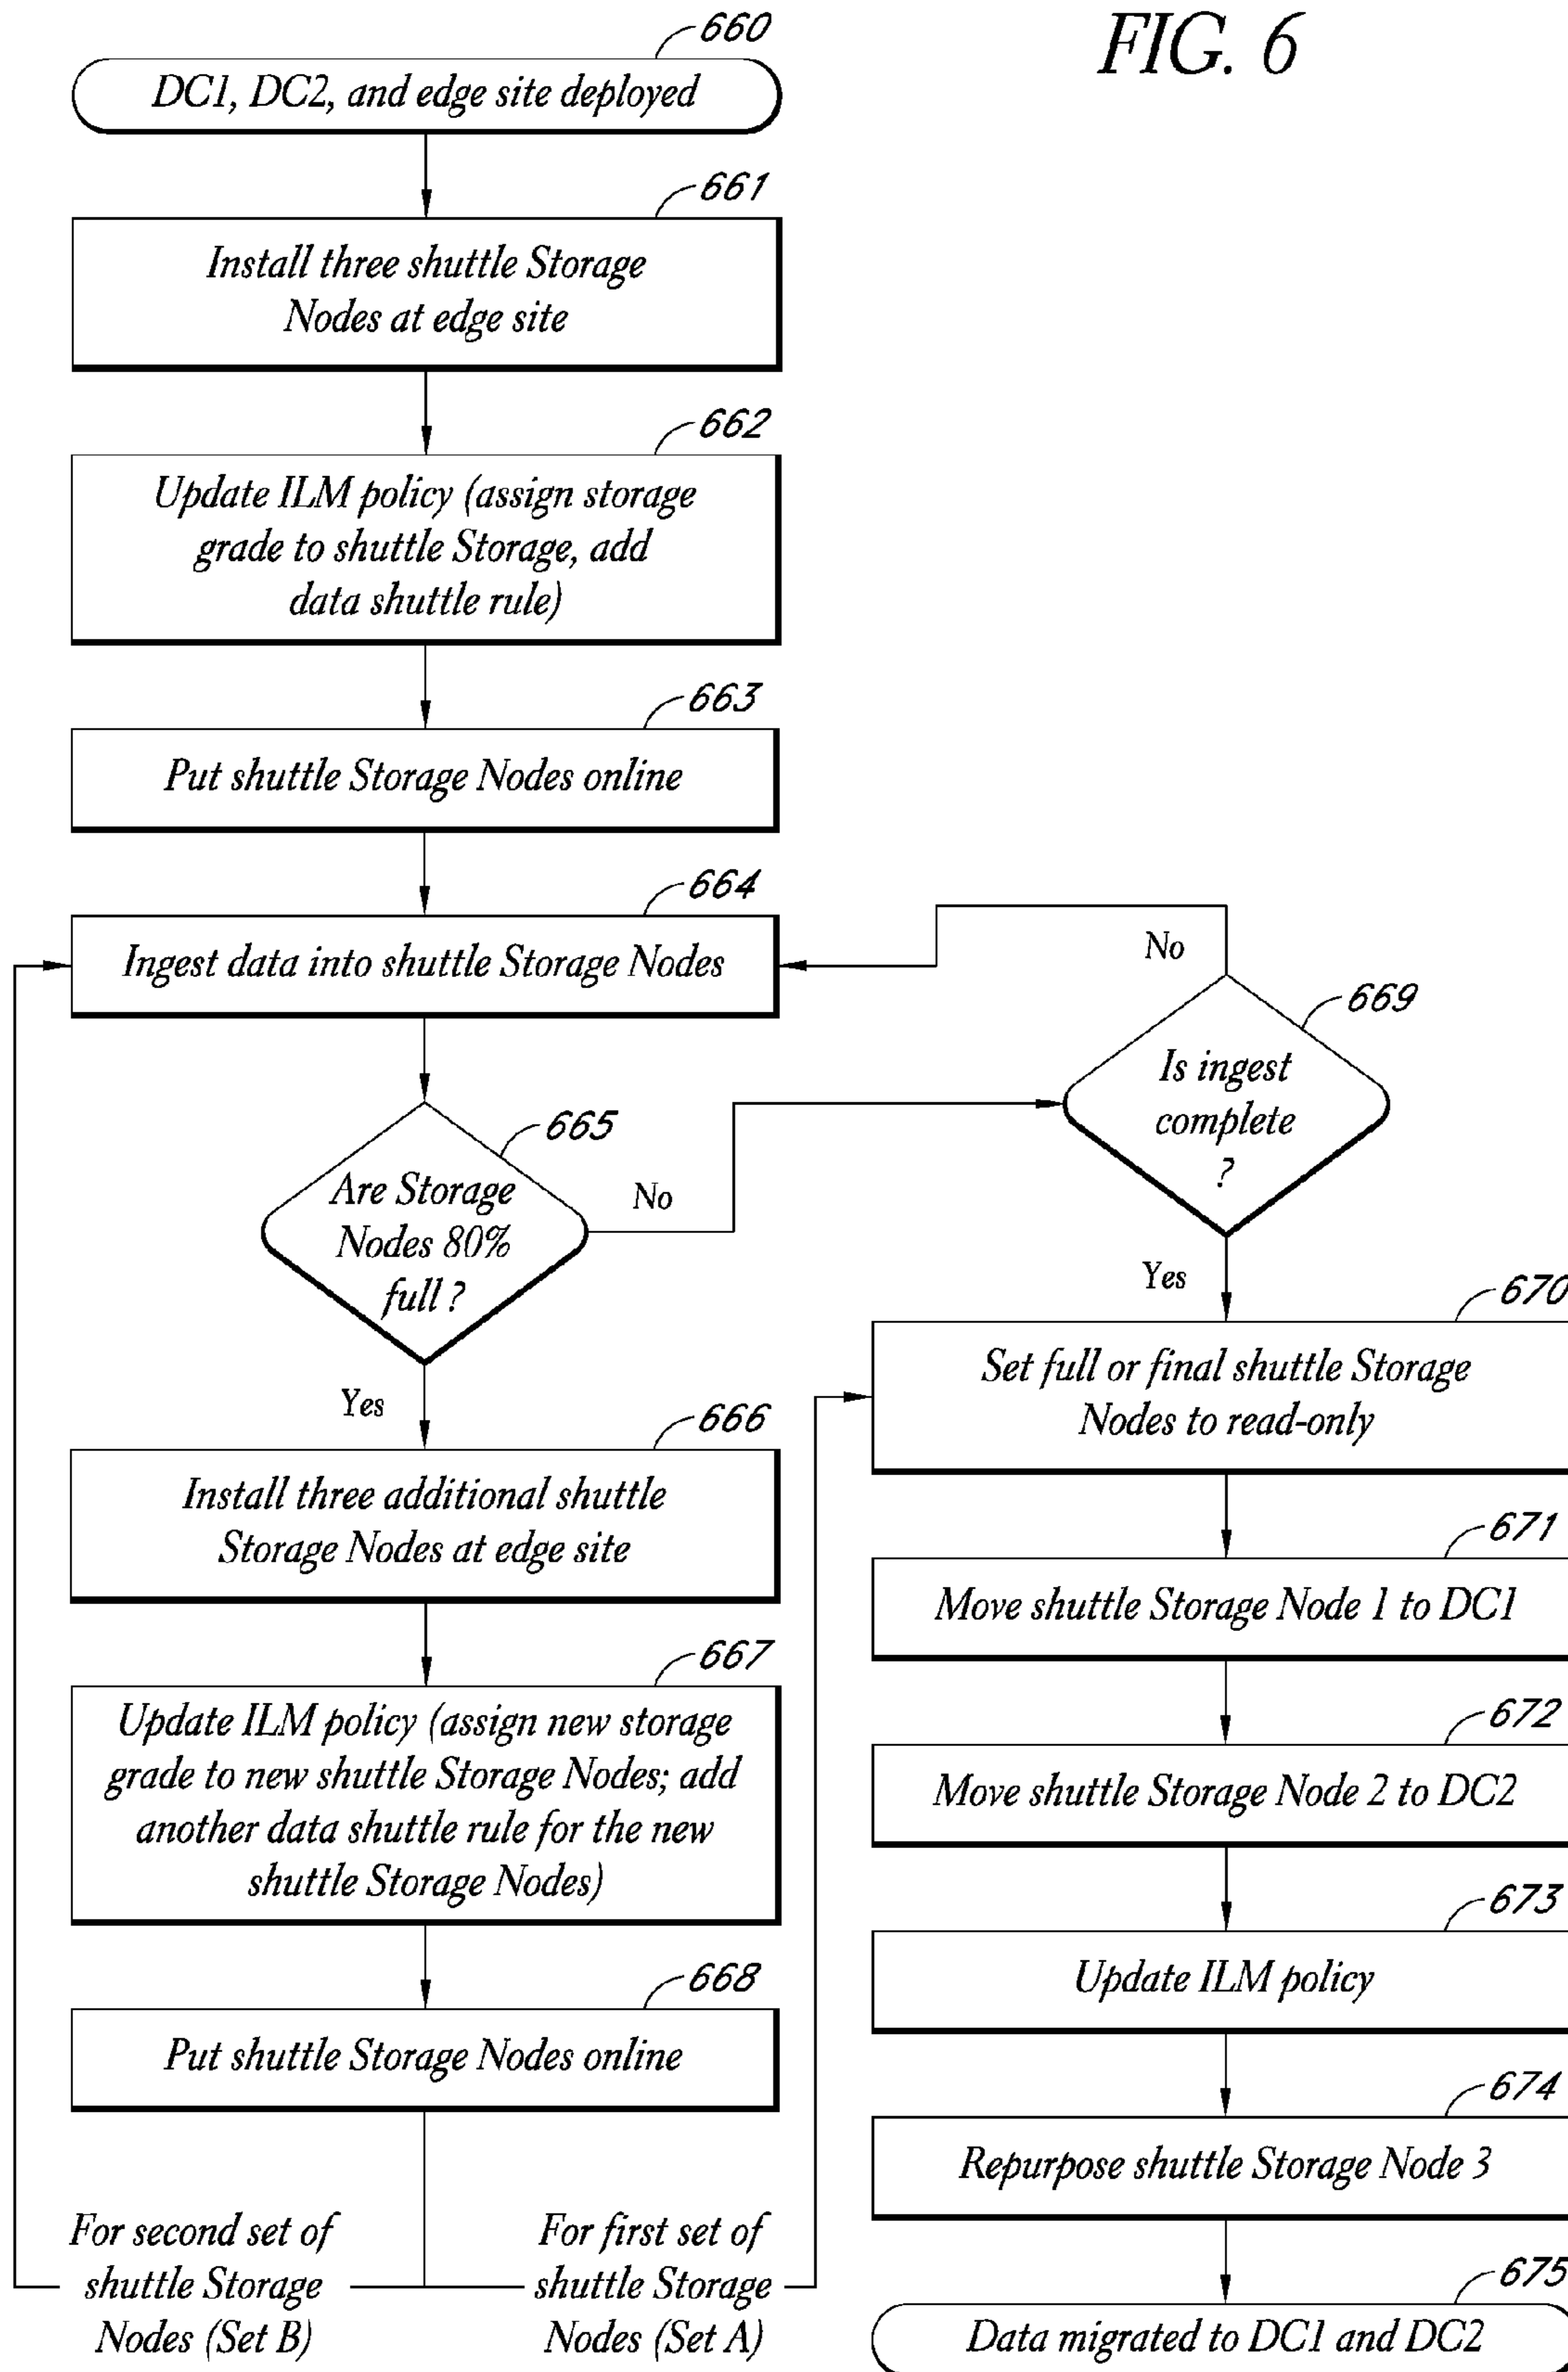 FIG. 6
660
DC1, DC2, and edge site deployed
661
Install three shuttle Storage
Nodes at edge site
662
Update ILM policy (assign storage
grade to shuttle Storage, add
data shuttle rule)
663
Put shuttle Storage Nodes online
664
Ingest data into shuttle Storage Nodes
665
Are Storage
Nodes 80%
full ?
No
Yes
666
Install three additional shuttle
Storage Nodes at edge site
667
Update ILM policy (assign new storage
grade to new shuttle Storage Nodes; add
another data shuttle rule for the new
shuttle Storage Nodes)
668
Put shuttle Storage Nodes online
For second set of
shuttle Storage
Nodes (Set B)
For first set of
shuttle Storage
Nodes (Set A)
No
669
Is ingest
complete
?
Yes
670
Set full or final shuttle Storage
Nodes to read-only
671
Move shuttle Storage Node 1 to DC1
672
Move shuttle Storage Node 2 to DC2
673
Update ILM policy
674
Repurpose shuttle Storage Node 3
675
Data migrated to DC1 and DC2